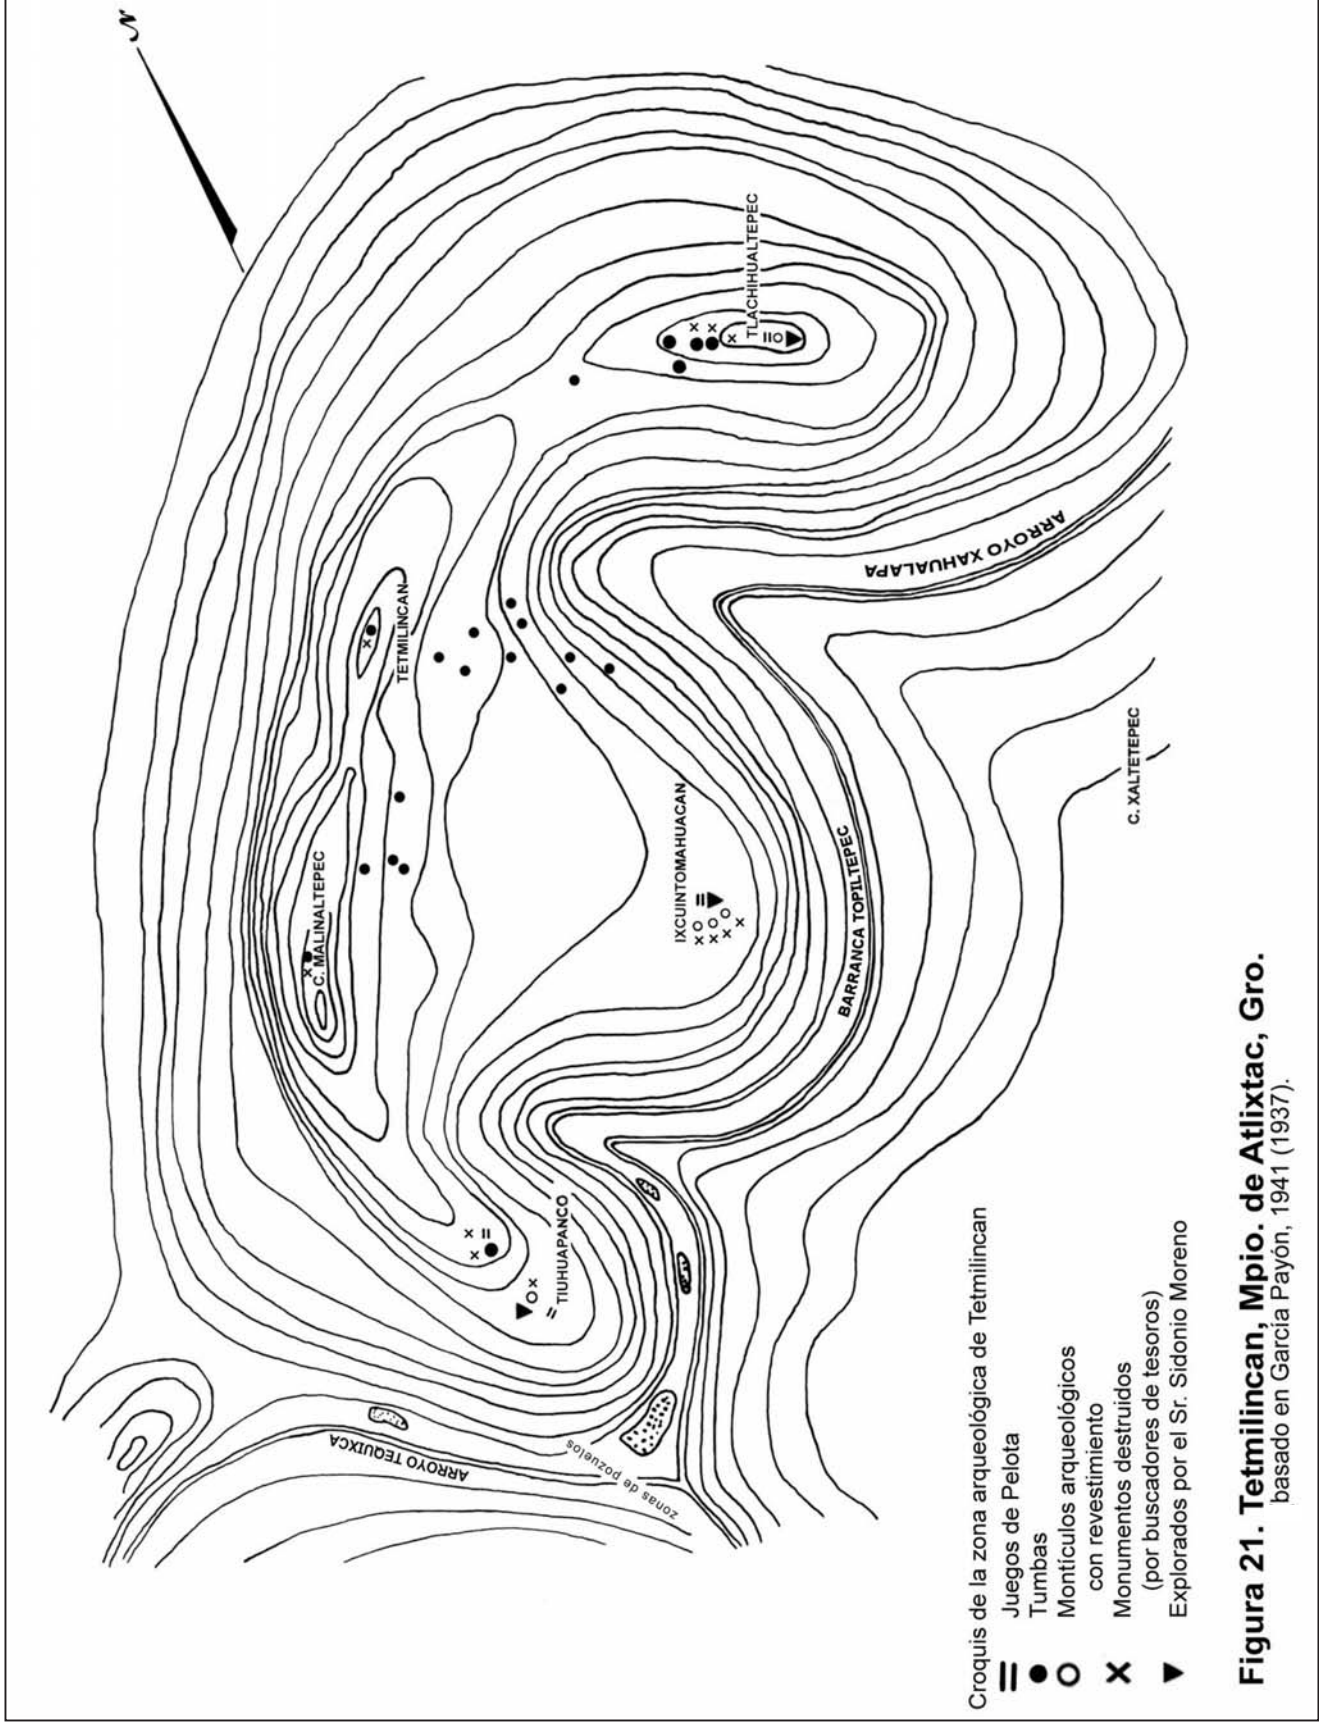 N
TLACHIHUALTEPEC
ARROYO XAHUALAPA
TETMILINCAN
C. XALTETEPEC
IXCUINTOMAHUACAN
C. MALINALTEPEC
BARRANCA TOPILTEPEC
TIUHUAPANCO
ARROYO TEQUIXCA
zonas de pozuelos
Croquis de la zona arqueológica de Tetmilincan
Juegos de Pelota
Tumbas
Montículos arqueológicos
con revestimiento
Monumentos destruidos
(por buscadores de tesoros)
Explorados por el Sr. Sidonio Moreno
Figura 21. Tetmilincan, Mpio. de Atlixtac, Gro.
basado en García Payón, 1941 (1937).